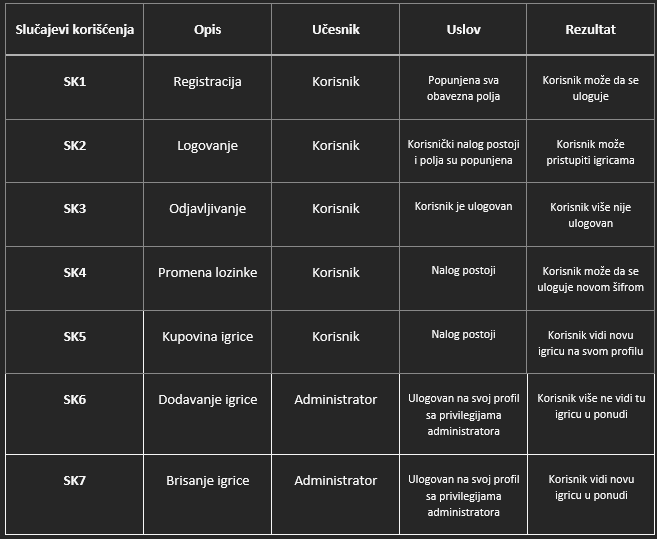 Slučajevi korišćenja Opis Učesnik Uslov Rezultat
SK1 Registracija Korisnik Popunjena sva Korisnik može da se
obavezna polja uloguje
SK2 Logovanje Korisnik Korisnički nalog postoji Korisnik može
i polja su popunjena pristupiti igricama
SK3 Odjavljivanje Korisnik Korisnik je ulogovan Korisnik više nije
ulogovan
SK4 Promena lozinke Korisnik Nalog postoji Korisnik može da se
uloguje novom šifrom
SK5 Kupovina igrice Korisnik Nalog postoji Korisnik vidi novu
igricu na svom profilu
SK6 Dodavanje igrice Administrator Ulogovan na svoj profil Korisnik više ne vidi tu
sa privilegijama igricu u ponudi
administratora
SK7 Brisanje igrice Administrator Ulogovan na svoj profil Korisnik vidi novu
sa privilegijama igricu u ponudi
administratora